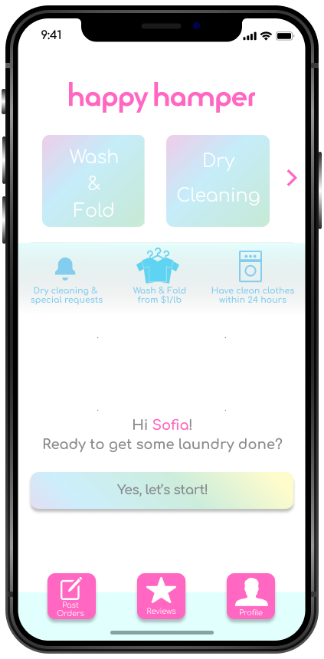 9:41
happy hamper
Wash
&
Fold
Dry
Cleaning
Dry cleaning &
special requests
Wash & Fold
from $1/lb
Have clean clothes
within 24 hours
Hi Sofia!
Ready to get some laundry done?
Yes, let's start!
Past
Orders
Reviews
Profile